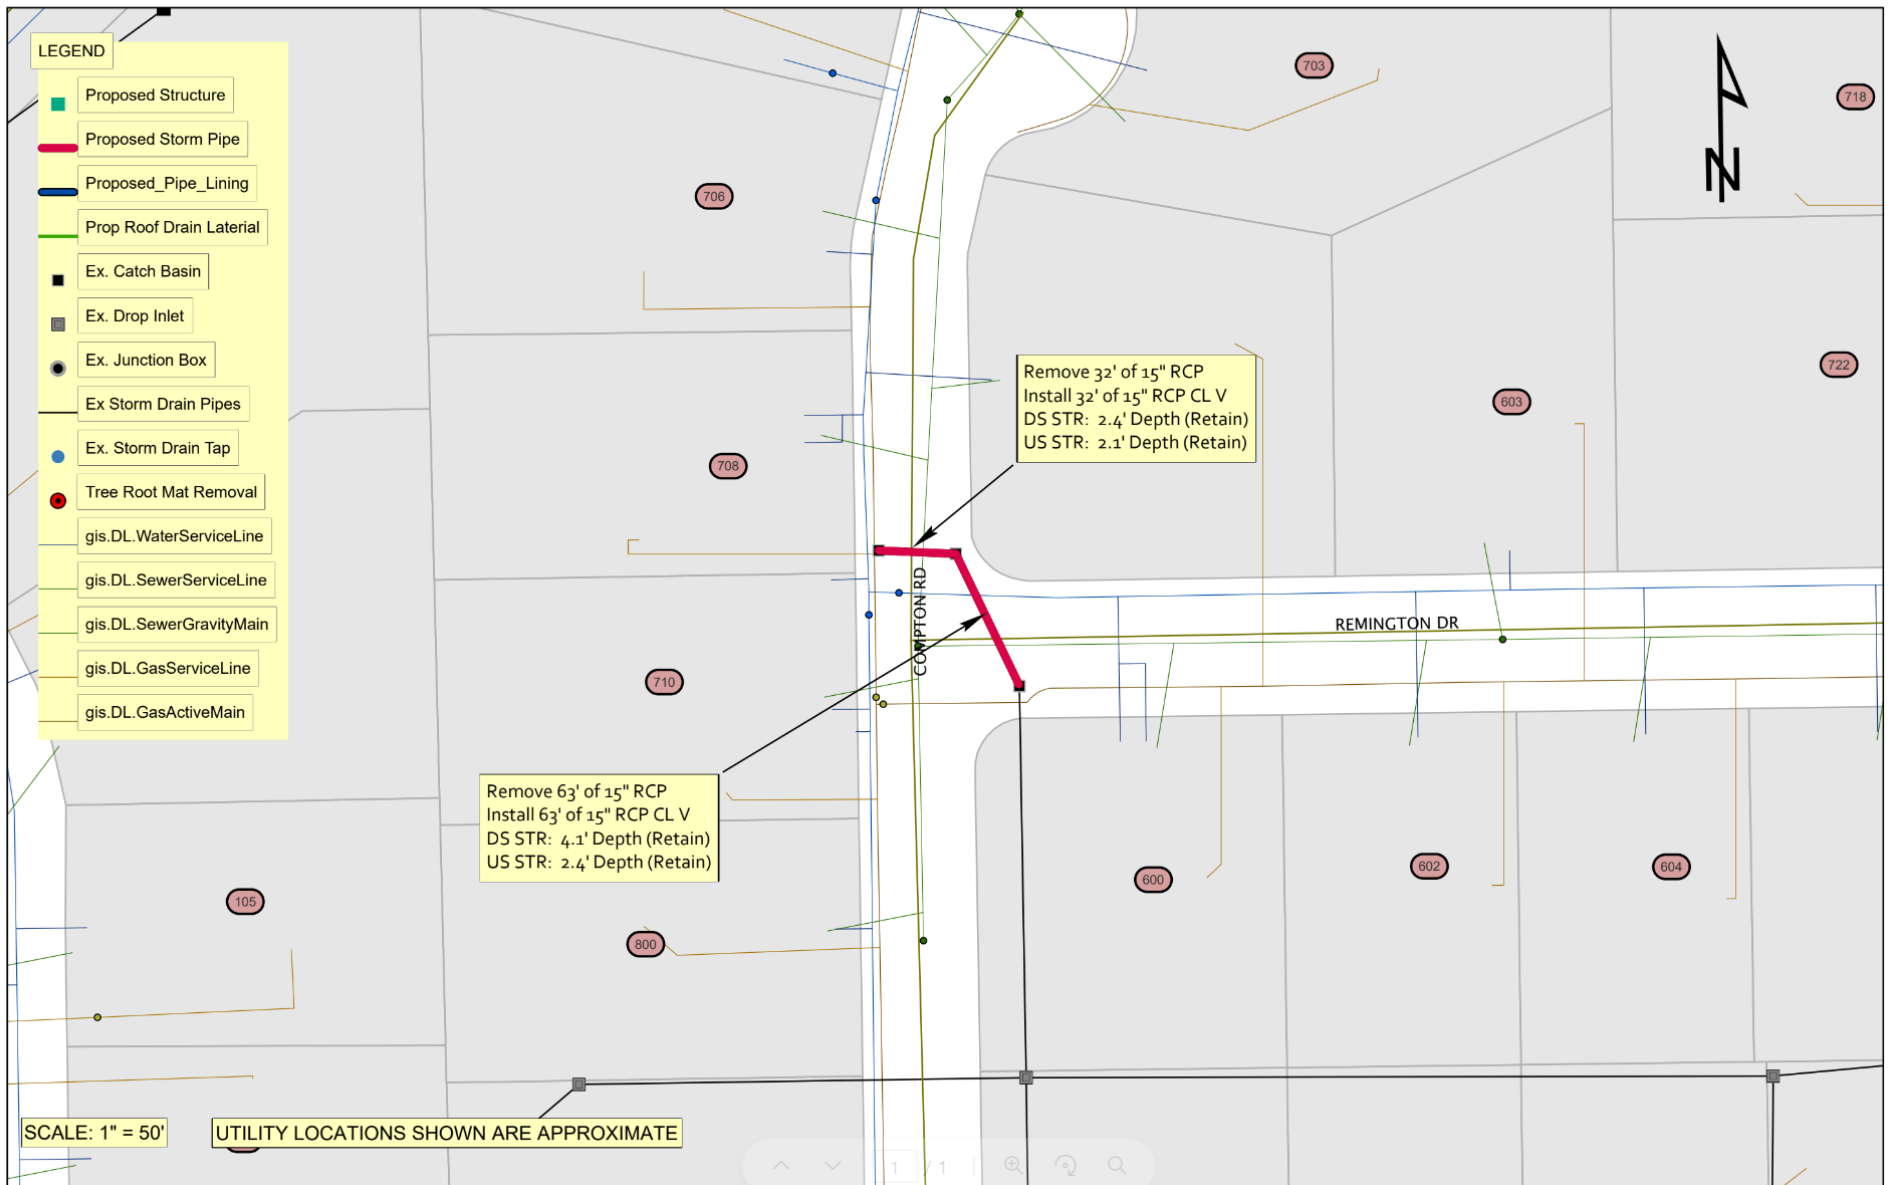 LEGEND
Proposed Structure
Proposed Storm Pipe
Proposed_Pipe_Lining
Prop Roof Drain Laterial
Ex. Catch Basin
Ex. Drop Inlet
Ex. Junction Box
Ex Storm Drain Pipes
Ex. Storm Drain Tap
Tree Root Mat Removal
gis.DL.WaterServiceLine
gis.DL.SewerServiceLine
gis.DL.SewerGravityMain
gis.DL.GasServiceLine
gis.DL.GasActiveMain
703
718
706
N
722
603
708
Remove 32' of 15" RCP
Install 32' of 15" RCP CL V
DS STR: 2.4' Depth (Retain)
US STR: 2.1' Depth (Retain)
COMPTON RD
REMINGTON DR
710
Remove 63' of 15" RCP
Install 63' of 15" RCP CL V
DS STR: 4.1' Depth (Retain)
US STR: 2.4' Depth (Retain)
600
602
604
105
800
SCALE: 1" = 50'
UTILITY LOCATIONS SHOWN ARE APPROXIMATE
1 / 1